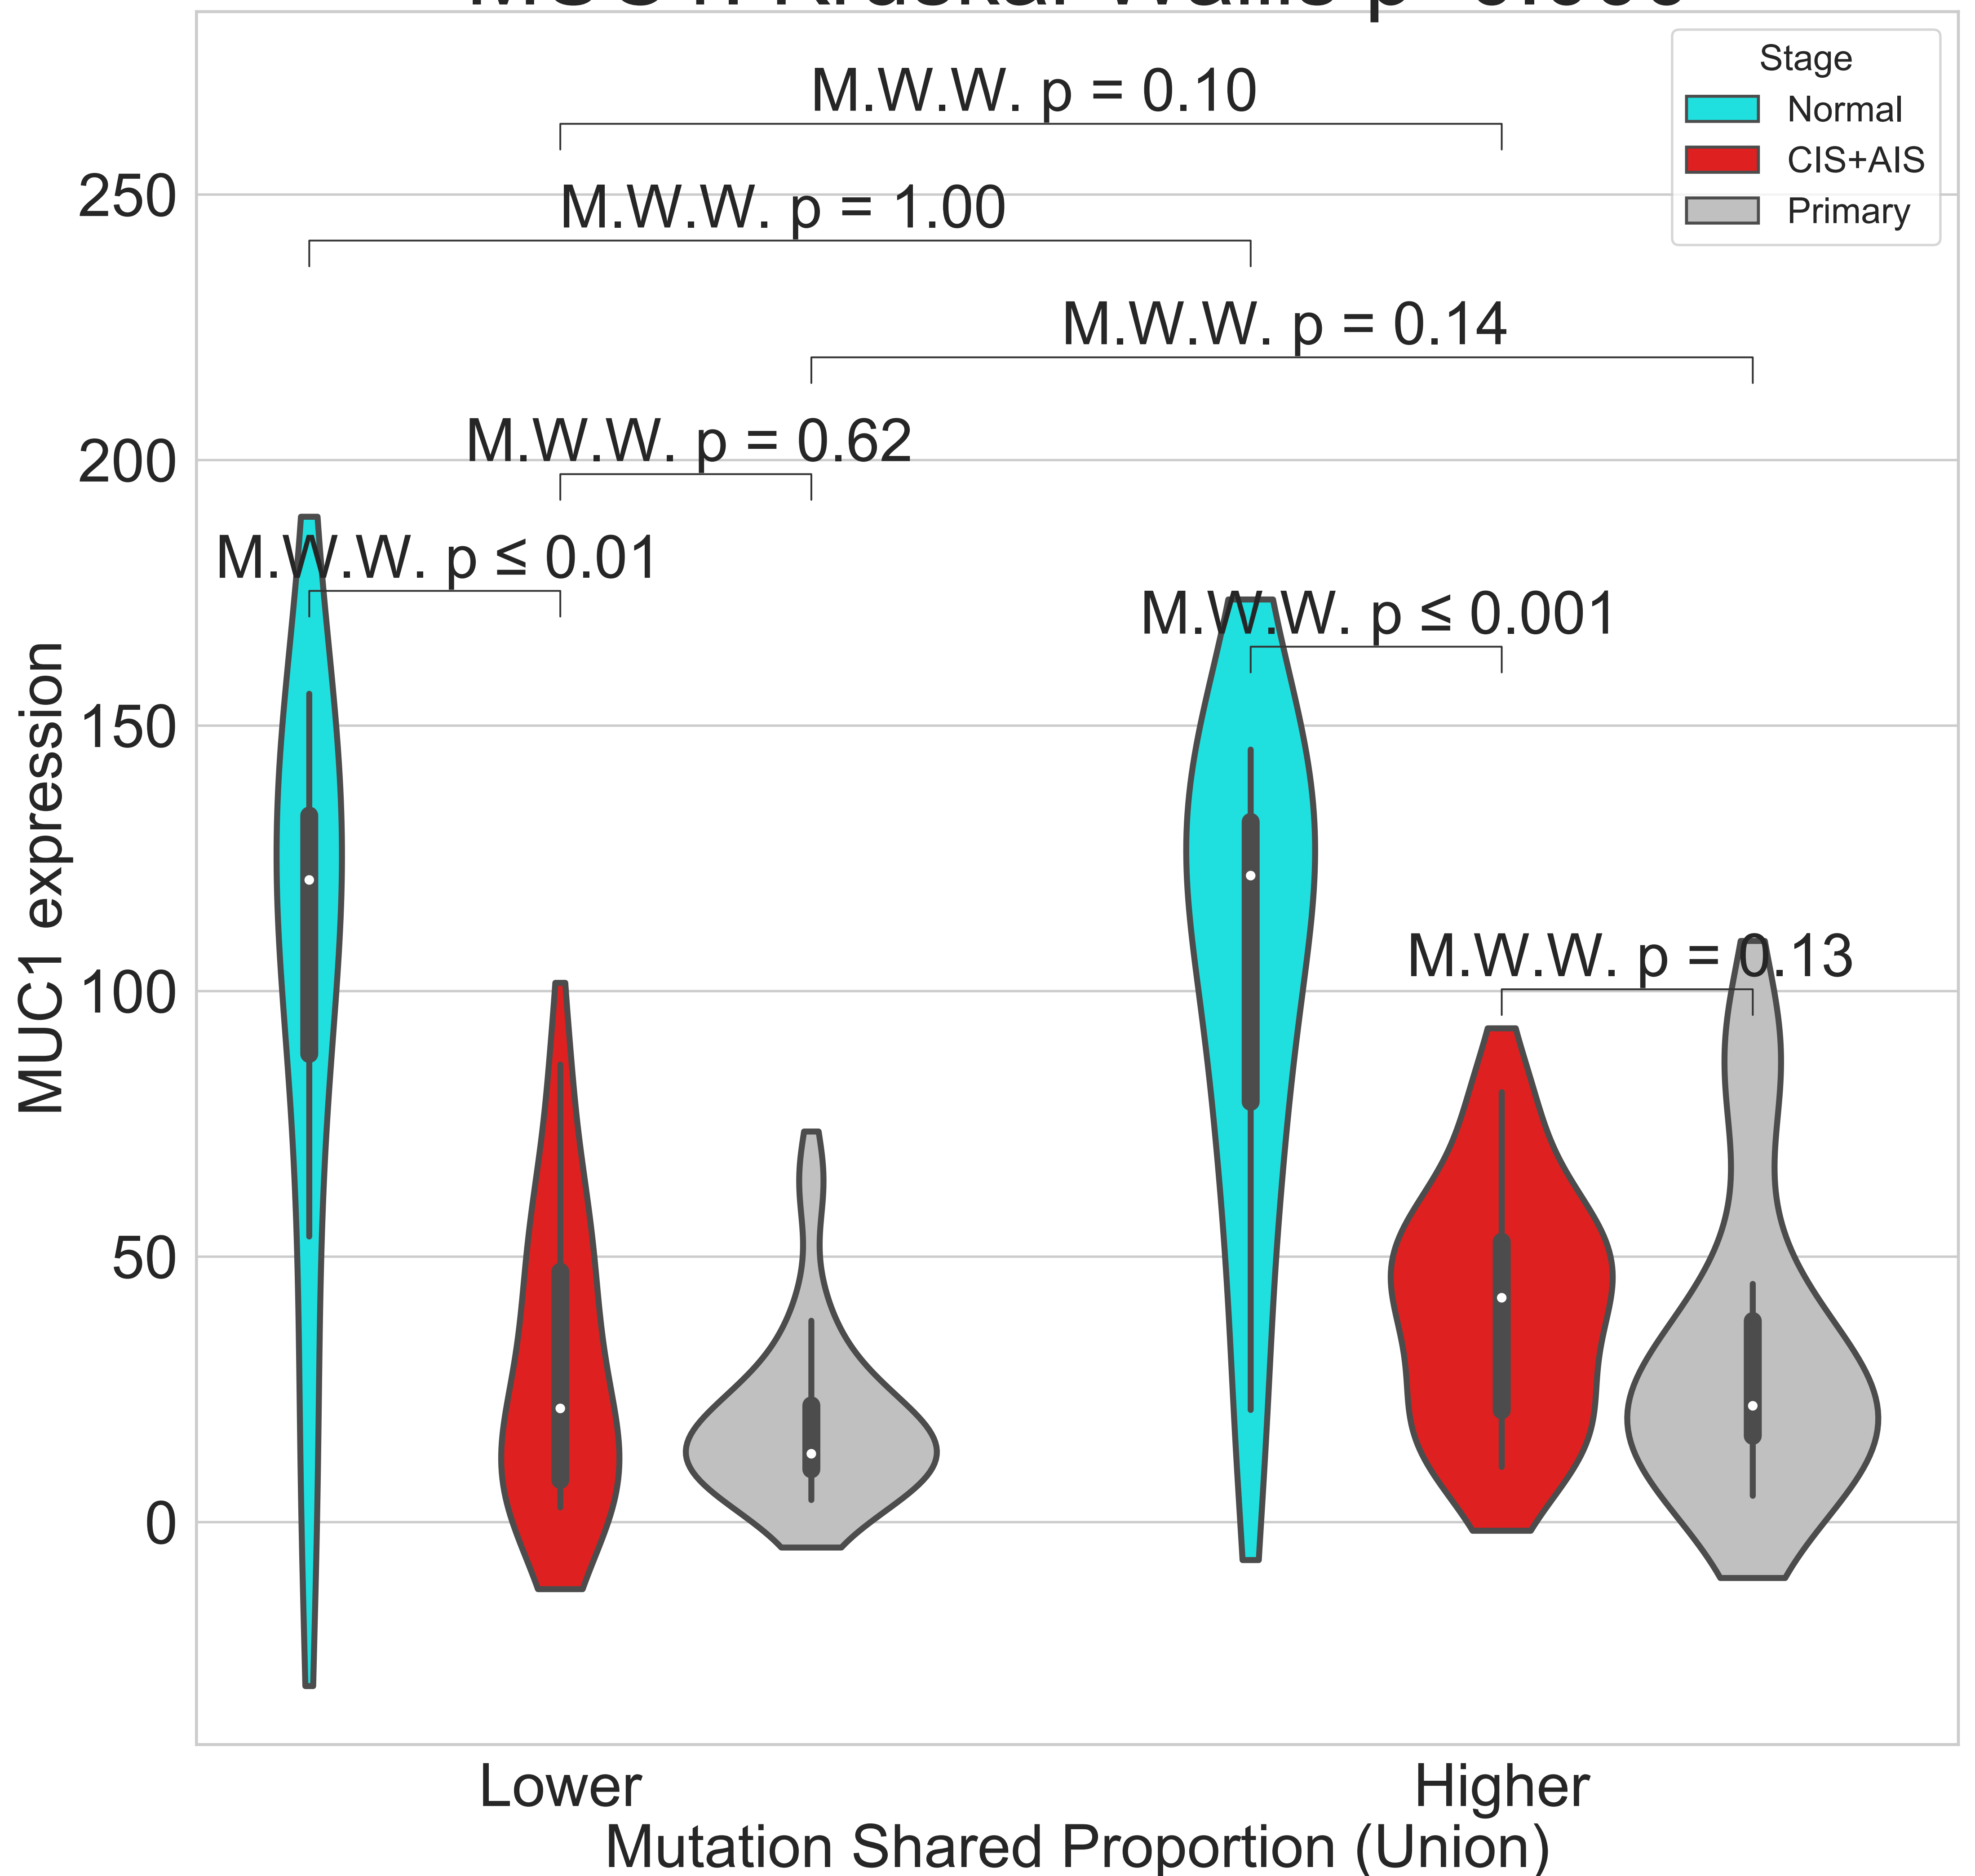 Stage
Normal
CIS+AIS
Primary
M.W.W. p = 0.10
M.W.W. p = 1.00
M.W.W. p = 0.14
M.W.W. p = 0.62
M.W.W. p ≤ 0.01
M.W.W. p ≤ 0.001
M.W.W. p = 0.13
250
200
150
100
50
0
MUC1 expression
Lower
Higher
Mutation Shared Proportion (Union)